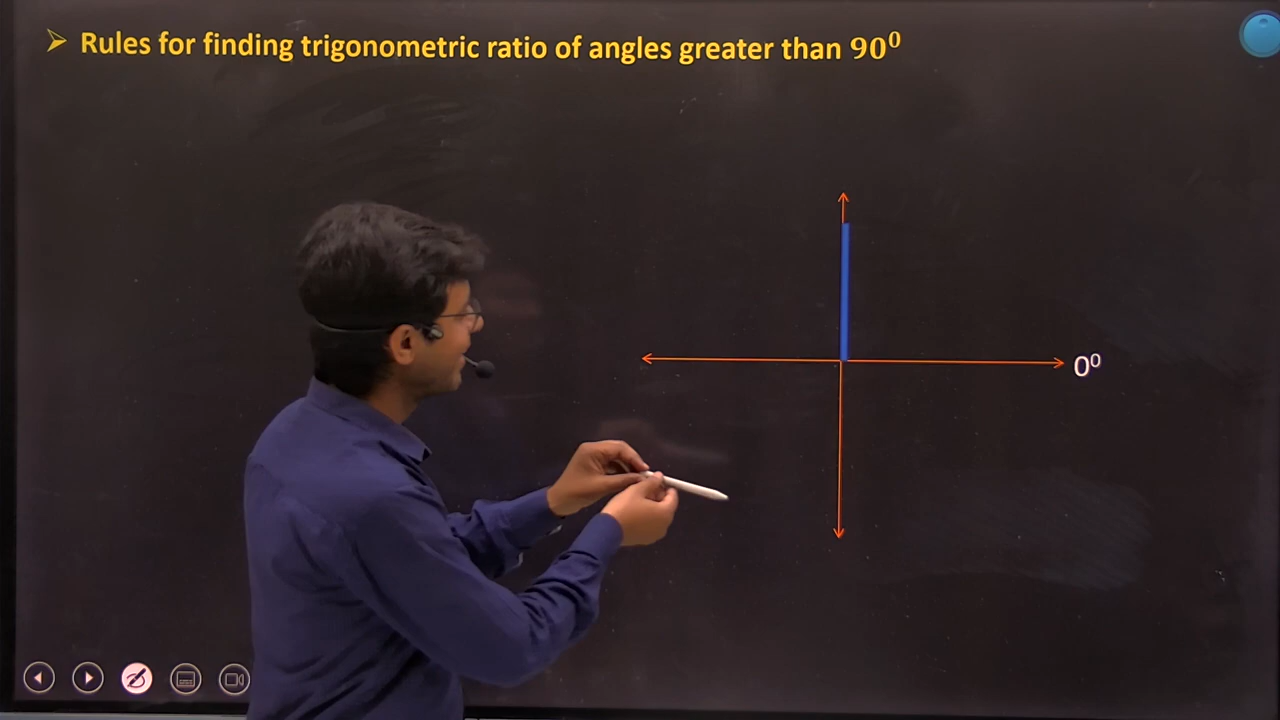 ➢ Rules for finding trigonometric ratio of angles greater than 90⁰
0⁰